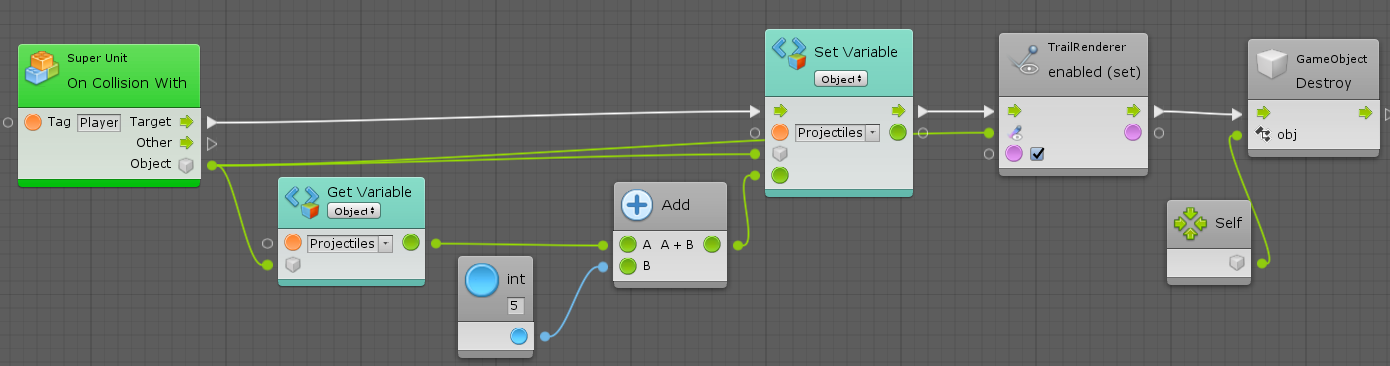 Super Unit
On Collision With
Tag Player Target
Other
Object
Get Variable
Object
Projectiles
int
5
Add
A A + B
B
Set Variable
Object
Projectiles
TrailRenderer
enabled (set)
GameObject
Destroy
obj
Self